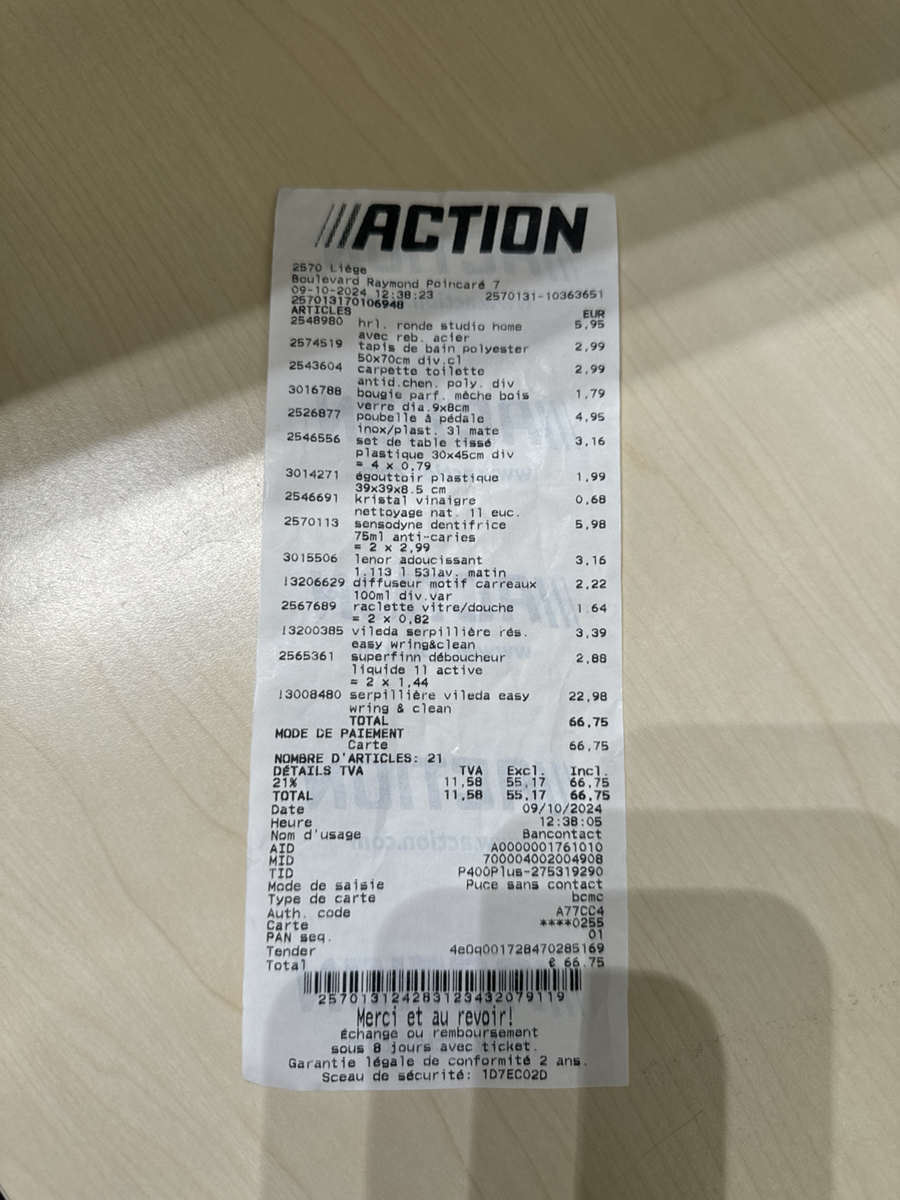 ///ACTION
2570 Liège
Boulevard Raymond Poincaré 7
09-10-2024 12:38:23 2570131-10363651
257013170106948
ARTICLES EUR
2548980 hrl. ronde studio home 5,95
avec reb. acier
2574519 tapis de bain polyester 2,99
50x70cm div.cl
2543604 carpette toilette 2,99
antid.chen. poly. div
3016788 bougie parf. mèche bois 1,79
verre dia.9x8cm
2526877 poubelle à pédale 4,95
inox/plast. 3l mate
2546556 set de table tissé 3,16
plastique 30x45cm div
= 4 x 0,79
3014271 égouttoir plastique 1,99
39x39x8.5 cm
2546691 kristal vinaigre 0,68
nettoyage nat. 1l euc.
2570113 sensodyne dentifrice 5,98
75ml anti-caries
= 2 x 2,99
3015506 lenor adoucissant 3,16
1.113 l 53lav. matin
13206629 diffuseur motif carreaux 2,22
100ml div.var
2567689 raclette vitre/douche 1,64
= 2 x 0,82
13200385 vileda serpillière rés. 3,39
easy wring&clean
2565361 superfinn déboucheur 2,88
liquide 1l active
= 2 x 1,44
13008480 serpillière vileda easy 22,98
wring & clean
TOTAL 66,75
MODE DE PAIEMENT
Carte 66,75
NOMBRE D'ARTICLES: 21
DÉTAILS TVA TVA Excl. Incl.
21% 11,58 55,17 66,75
TOTAL 11,58 55,17 66,75
Date 09/10/2024
Heure 12:38:05
Nom d'usage Bancontact
AID A0000001761010
MID 700004002004908
TID P400Plus-275319290
Mode de saisie Puce sans contact
Type de carte bcmc
Auth. code A77CC4
Carte ****0255
PAN seq. 01
Tender 4e0q001728470285169
Total € 66.75
257013124283123432079119
Merci et au revoir!
Échange ou remboursement
sous 8 jours avec ticket.
Garantie légale de conformité 2 ans.
Sceau de sécurité: 1D7EC02D